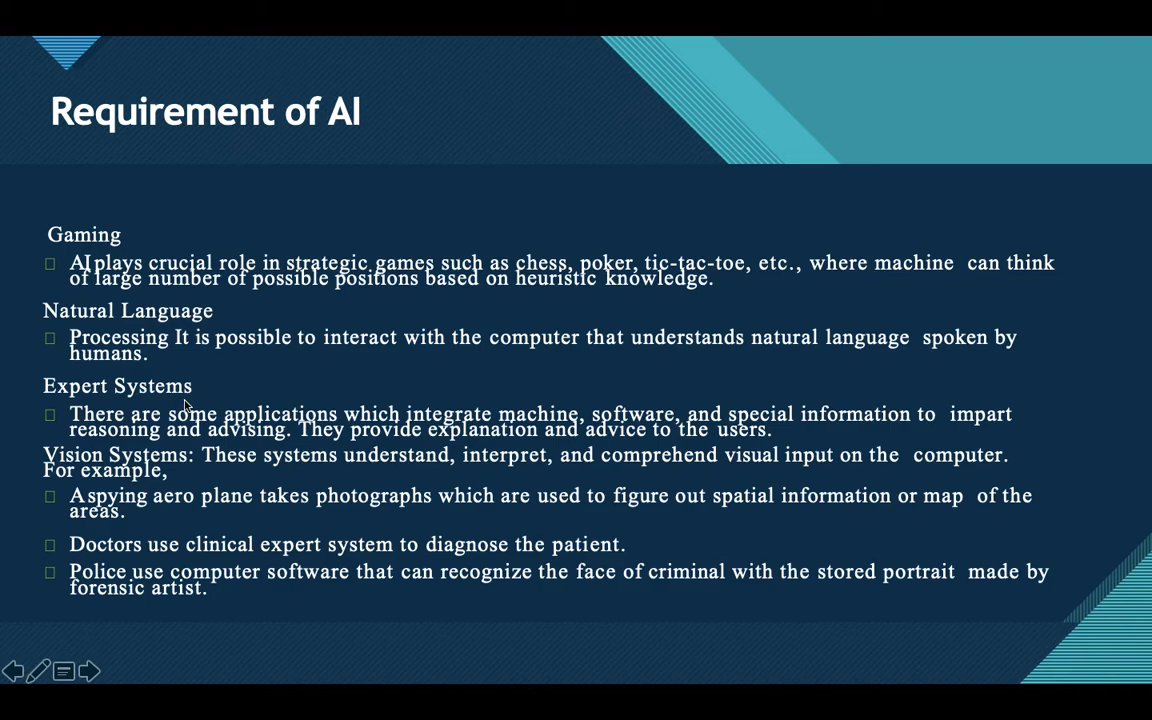 Requirement of AI
Gaming
AI plays crucial role in strategic games such as chess, poker, tic-tac-toe, etc., where machine can think
of large number of possible positions based on heuristic knowledge.
Natural Language
Processing It is possible to interact with the computer that understands natural language spoken by
humans.
Expert Systems
There are some applications which integrate machine, software, and special information to impart
reasoning and advising. They provide explanation and advice to the users.
Vision Systems: These systems understand, interpret, and comprehend visual input on the computer.
For example,
A spying aero plane takes photographs which are used to figure out spatial information or map of the
areas.
Doctors use clinical expert system to diagnose the patient.
Police use computer software that can recognize the face of criminal with the stored portrait made by
forensic artist.